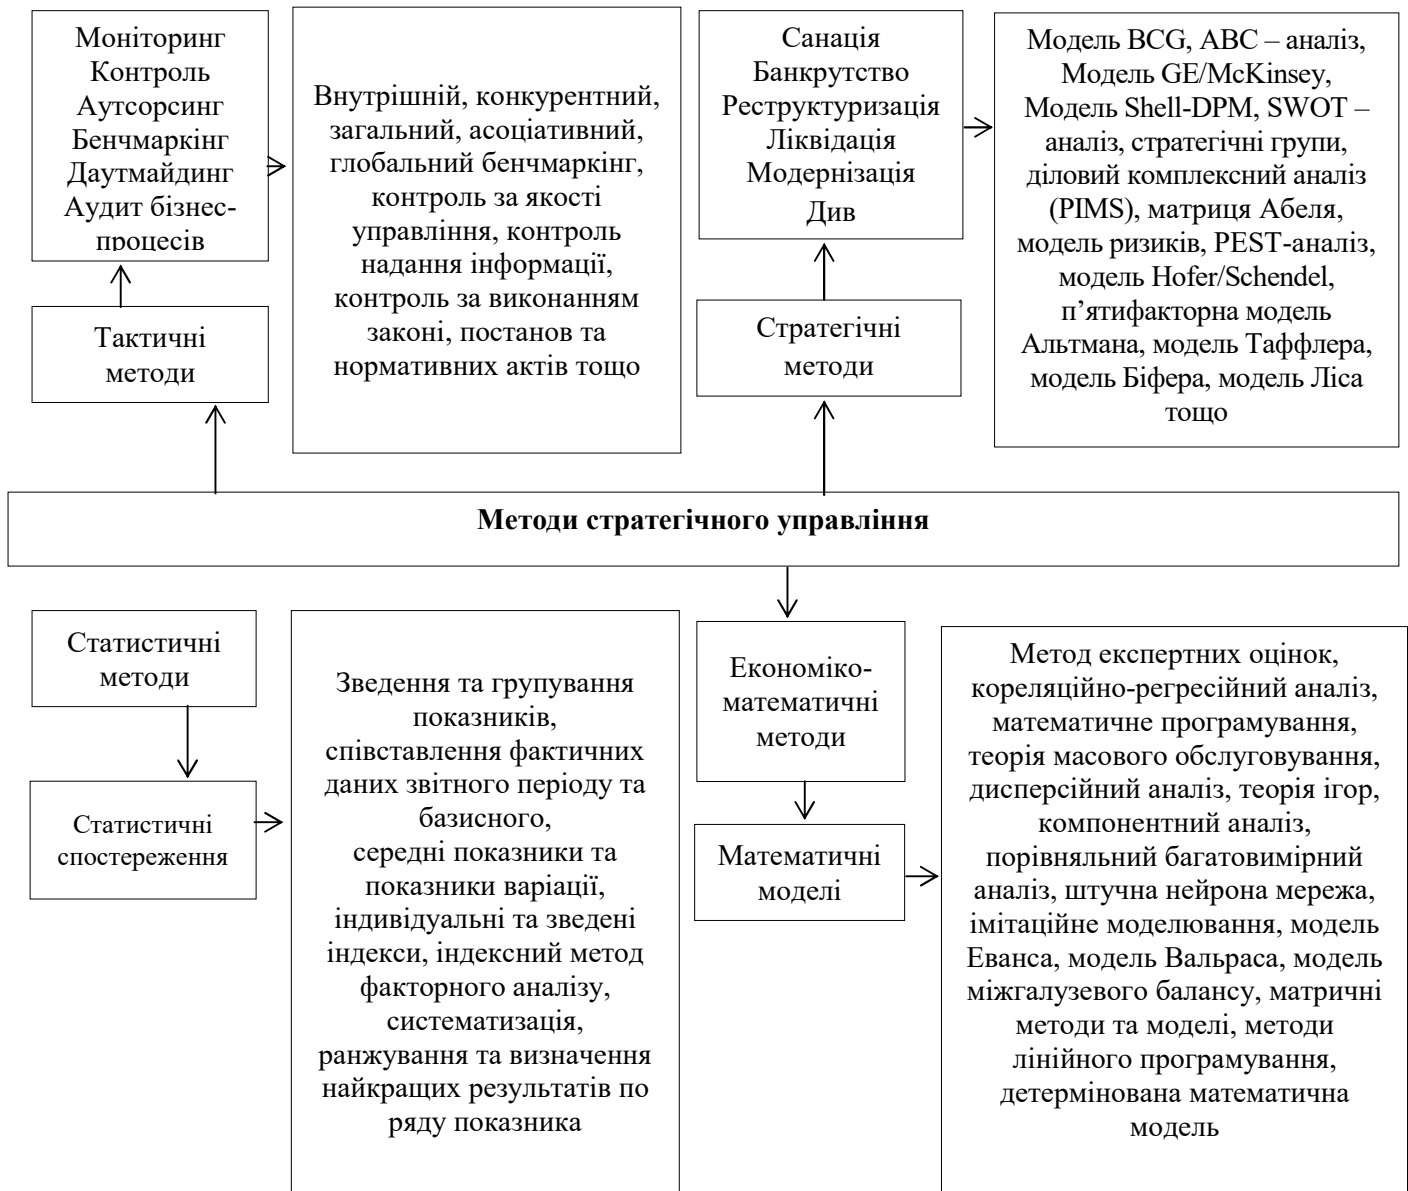 Моніторинг
Контроль
Аутсорсинг
Бенчмаркінг
Даутмайдинг
Аудит бізнес-
процесів
Внутрішній, конкурентний,
загальний, асоціативний,
глобальний бенчмаркінг,
контроль за якості
управління, контроль
надання інформації,
контроль за виконанням
законі, постанов та
нормативних актів тощо
Санація
Банкрутство
Реструктуризація
Ліквідація
Модернізація
Див
Модель BCG, ABC – аналіз,
Модель GE/McKinsey,
Модель Shell-DPM, SWOT –
аналіз, стратегічні групи,
діловий комплексний аналіз
(PIMS), матриця Абеля,
модель ризиків, PEST-аналіз,
модель Hofer/Schendel,
п’ятифакторна модель
Альтмана, модель Таффлера,
модель Біфера, модель Ліса
тощо
Тактичні
методи
Стратегічні
методи
Методи стратегічного управління
Статистичні
методи
Статистичні
спостереження
Зведення та групування
показників,
співставлення фактичних
даних звітного періоду та
базисного,
середні показники та
показники варіації,
індивідуальні та зведені
індекси, індексний метод
факторного аналізу,
систематизація,
ранжування та визначення
найкращих результатів по
ряду показника
Економіко-
математичні
методи
Математичні
моделі
Метод експертних оцінок,
кореляційно-регресійний аналіз,
математичне програмування,
теорія масового обслуговування,
дисперсійний аналіз, теорія ігор,
компонентний аналіз,
порівняльний багатовимірний
аналіз, штучна нейрона мережа,
імітаційне моделювання, модель
Еванса, модель Вальраса, модель
міжгалузевого балансу, матричні
методи та моделі, методи
лінійного програмування,
детермінована математична
модель